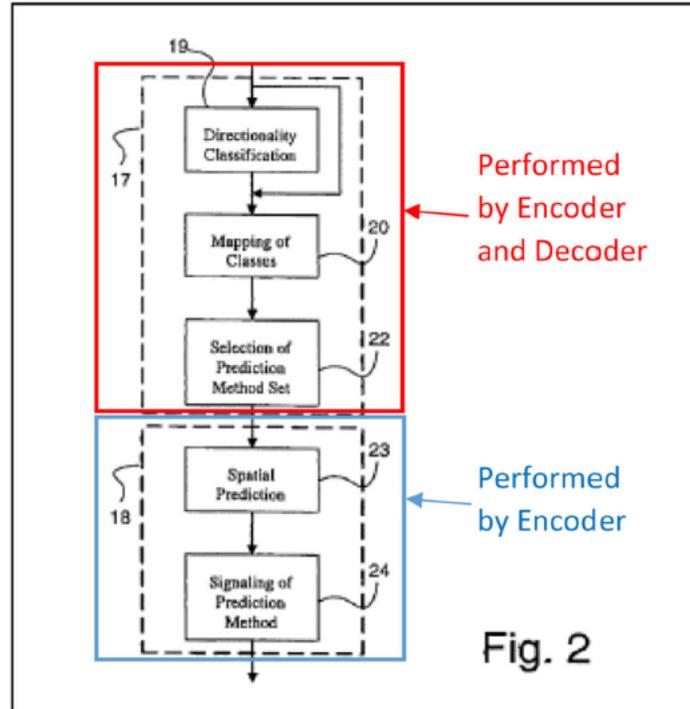 19
Directionality
Classification
17
20
Mapping of
Classes
22
Selection of
Prediction
Method Set
Performed
by Encoder
and Decoder
23
Spatial
Prediction
18
24
Signaling of
Prediction
Method
Performed
by Encoder
Fig. 2